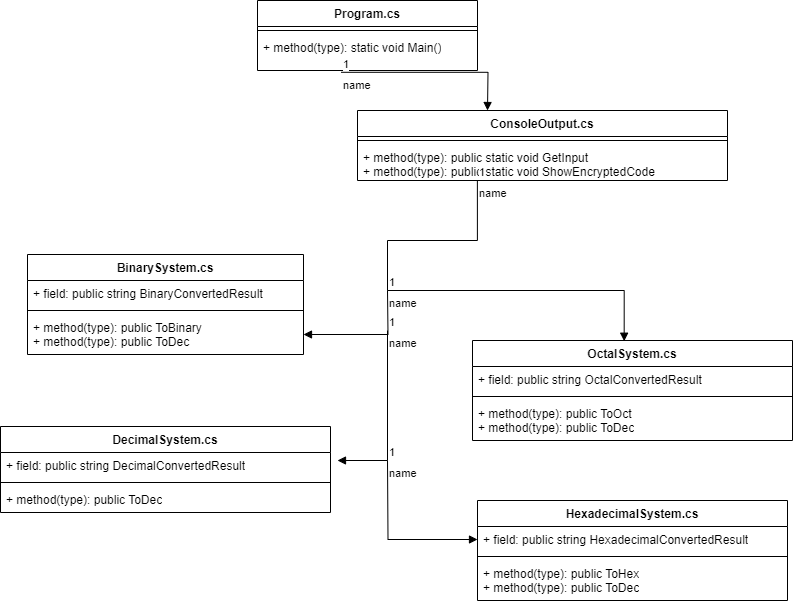 Program.cs
+ method(type): static void Main()
1
name
ConsoleOutput.cs
+ method(type): public static void GetInput
+ method(type): public static void ShowEncryptedCode
1
name
BinarySystem.cs
+ field: public string BinaryConvertedResult
+ method(type): public ToBinary
+ method(type): public ToDec
1
name
1
name
OctalSystem.cs
+ field: public string OctalConvertedResult
+ method(type): public ToOct
+ method(type): public ToDec
DecimalSystem.cs
+ field: public string DecimalConvertedResult
+ method(type): public ToDec
1
name
HexadecimalSystem.cs
+ field: public string HexadecimalConvertedResult
+ method(type): public ToHex
+ method(type): public ToDec